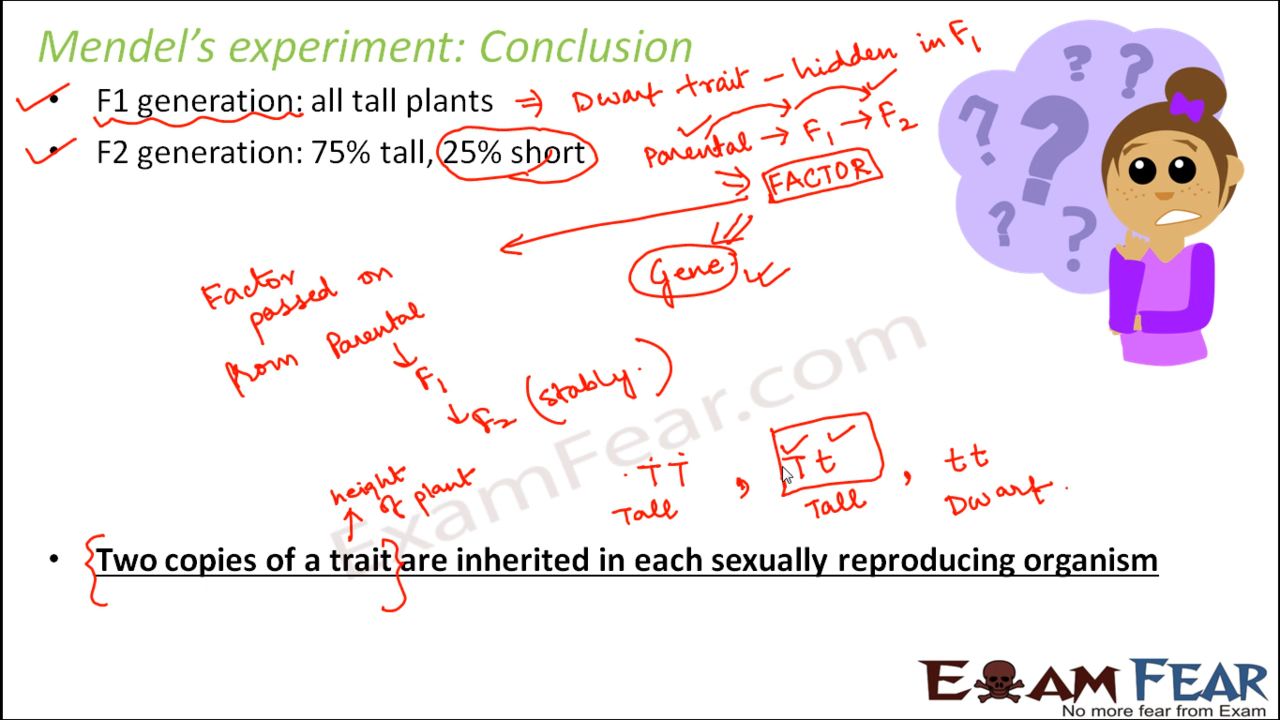 Mendel's experiment: Conclusion
• F1 generation: all tall plants ⇒ Dwarf trait – hidden in F1
• F2 generation: 75% tall, 25% short
Parental → F1 → F2
⇒ FACTOR
Gene
Factor
passed on
from Parental
↓
F1
↓
F2 (stably.)
TT, Tt, tt
Tall Tall Dwarf.
height
of plant
• {Two copies of a trait} are inherited in each sexually reproducing organism
ExamFear.com
EXAM FEAR
No more fear from Exam
? ? ? ? ? ?